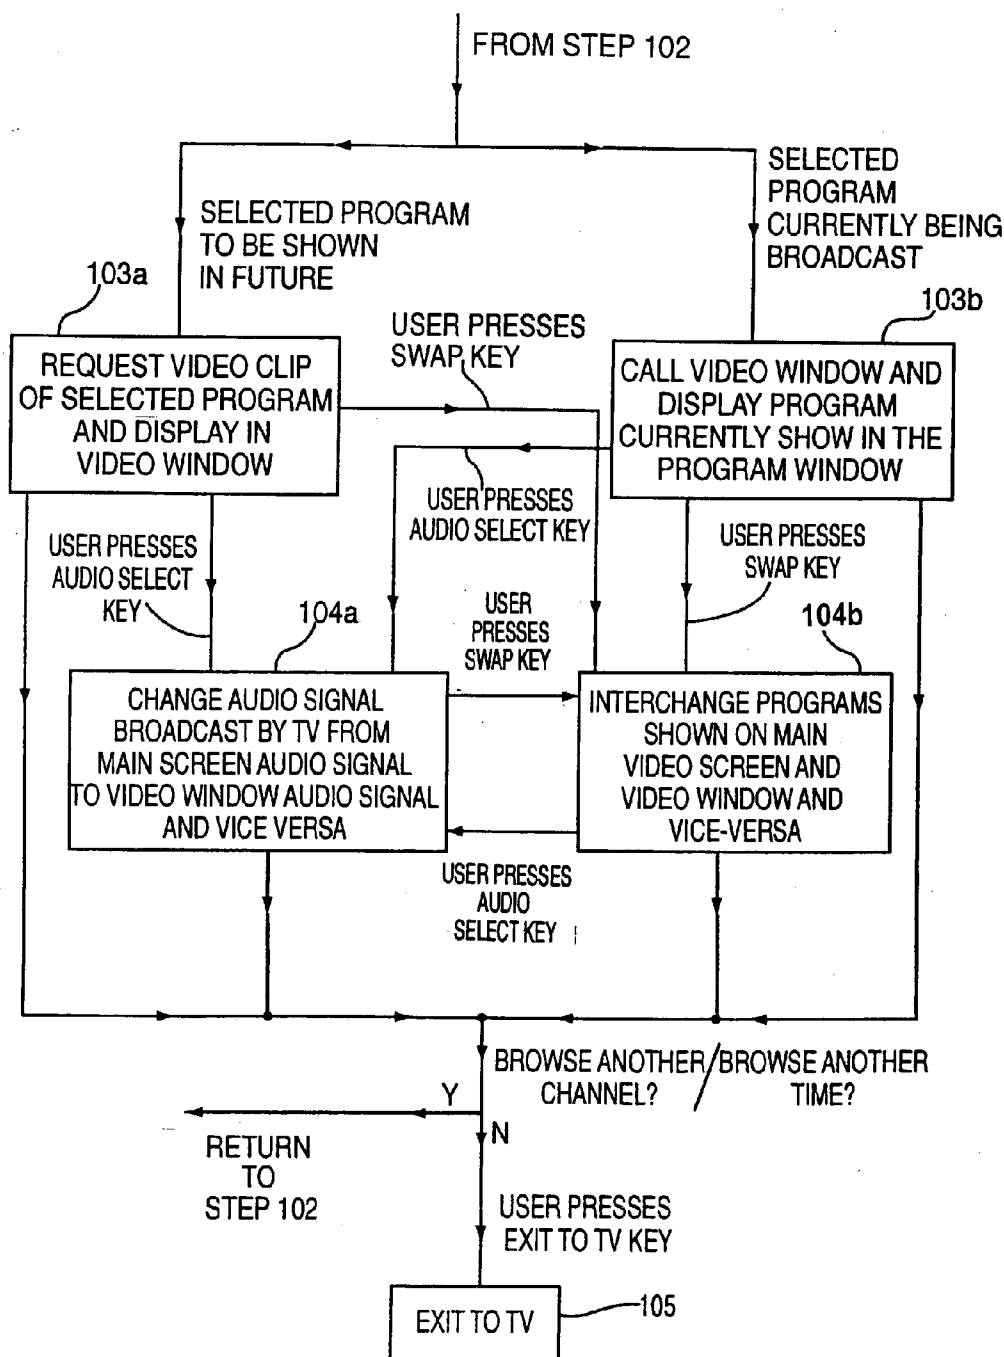 FROM STEP 102
SELECTED
PROGRAM
CURRENTLY BEING
BROADCAST
SELECTED PROGRAM
TO BE SHOWN
IN FUTURE
103a
103b
USER PRESSES
SWAP KEY
REQUEST VIDEO CLIP
OF SELECTED PROGRAM
AND DISPLAY IN
VIDEO WINDOW
CALL VIDEO WINDOW AND
DISPLAY PROGRAM
CURRENTLY SHOW IN THE
PROGRAM WINDOW
USER PRESSES
AUDIO SELECT KEY
USER PRESSES
AUDIO SELECT
KEY
USER PRESSES
SWAP KEY
104a
USER
PRESSES
SWAP KEY
104b
CHANGE AUDIO SIGNAL
BROADCAST BY TV FROM
MAIN SCREEN AUDIO SIGNAL
TO VIDEO WINDOW AUDIO SIGNAL
AND VICE VERSA
INTERCHANGE PROGRAMS
SHOWN ON MAIN
VIDEO SCREEN AND
VIDEO WINDOW AND
VICE-VERSA
USER PRESSES
AUDIO
SELECT KEY
BROWSE ANOTHER/BROWSE ANOTHER
CHANNEL? / TIME?
Y
N
RETURN
TO
STEP 102
USER PRESSES
EXIT TO TV KEY
EXIT TO TV
105